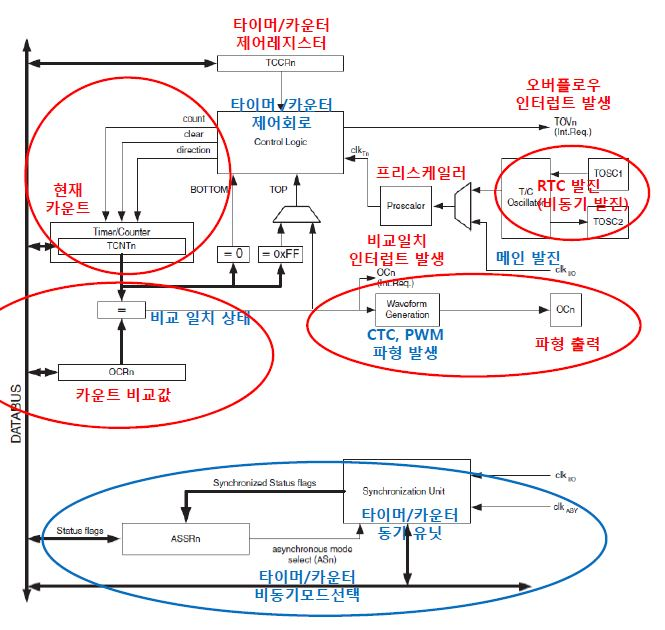 타이머/카운터
제어레지스터
TCCRn
오버플로우
인터럽트 발생
TOVn
(Int.Req.)
타이머 /카운터
제어회로
Control Logic
count
clear
direction
clkTn
BOTTOM
TOP
현재
카운트
Timer/Counter
TCNTn
= 0
= 0xFF
프리스케일러
Prescaler
T/C
Oscillator
RTC 발진
(비동기 발진)
TOSC1
TOSC2
메인 발진
clkI/O
비교일치
인터럽트 발생
OCn
(Int.Req.)
=
비교 일치 상태
Waveform
Generation
CTC, PWM
파형 발생
OCn
파형 출력
OCRn
카운트 비교값
DATABUS
Synchronized Status flags
Synchronization Unit
타이머/카운터
동기 유닛
clkI/O
clkASY
Status flags
ASSRn
asynchronous mode
select (ASn)
타이머/카운터
비동기모드선택